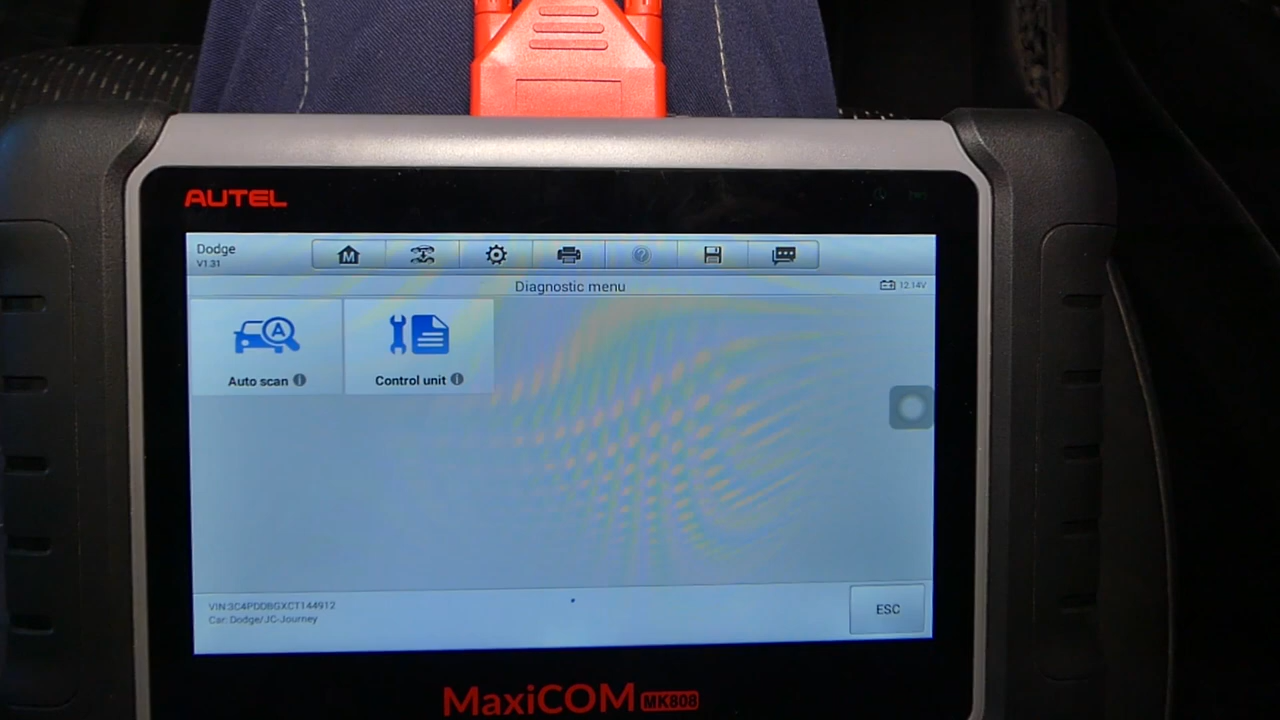 AUTEL
Dodge
V1.31
Diagnostic menu
12.14V
Auto scan
Control unit
VIN:3C4PDDBGXCT144912
Car: Dodge/JC-Journey
ESC
MaxiCOM MK808